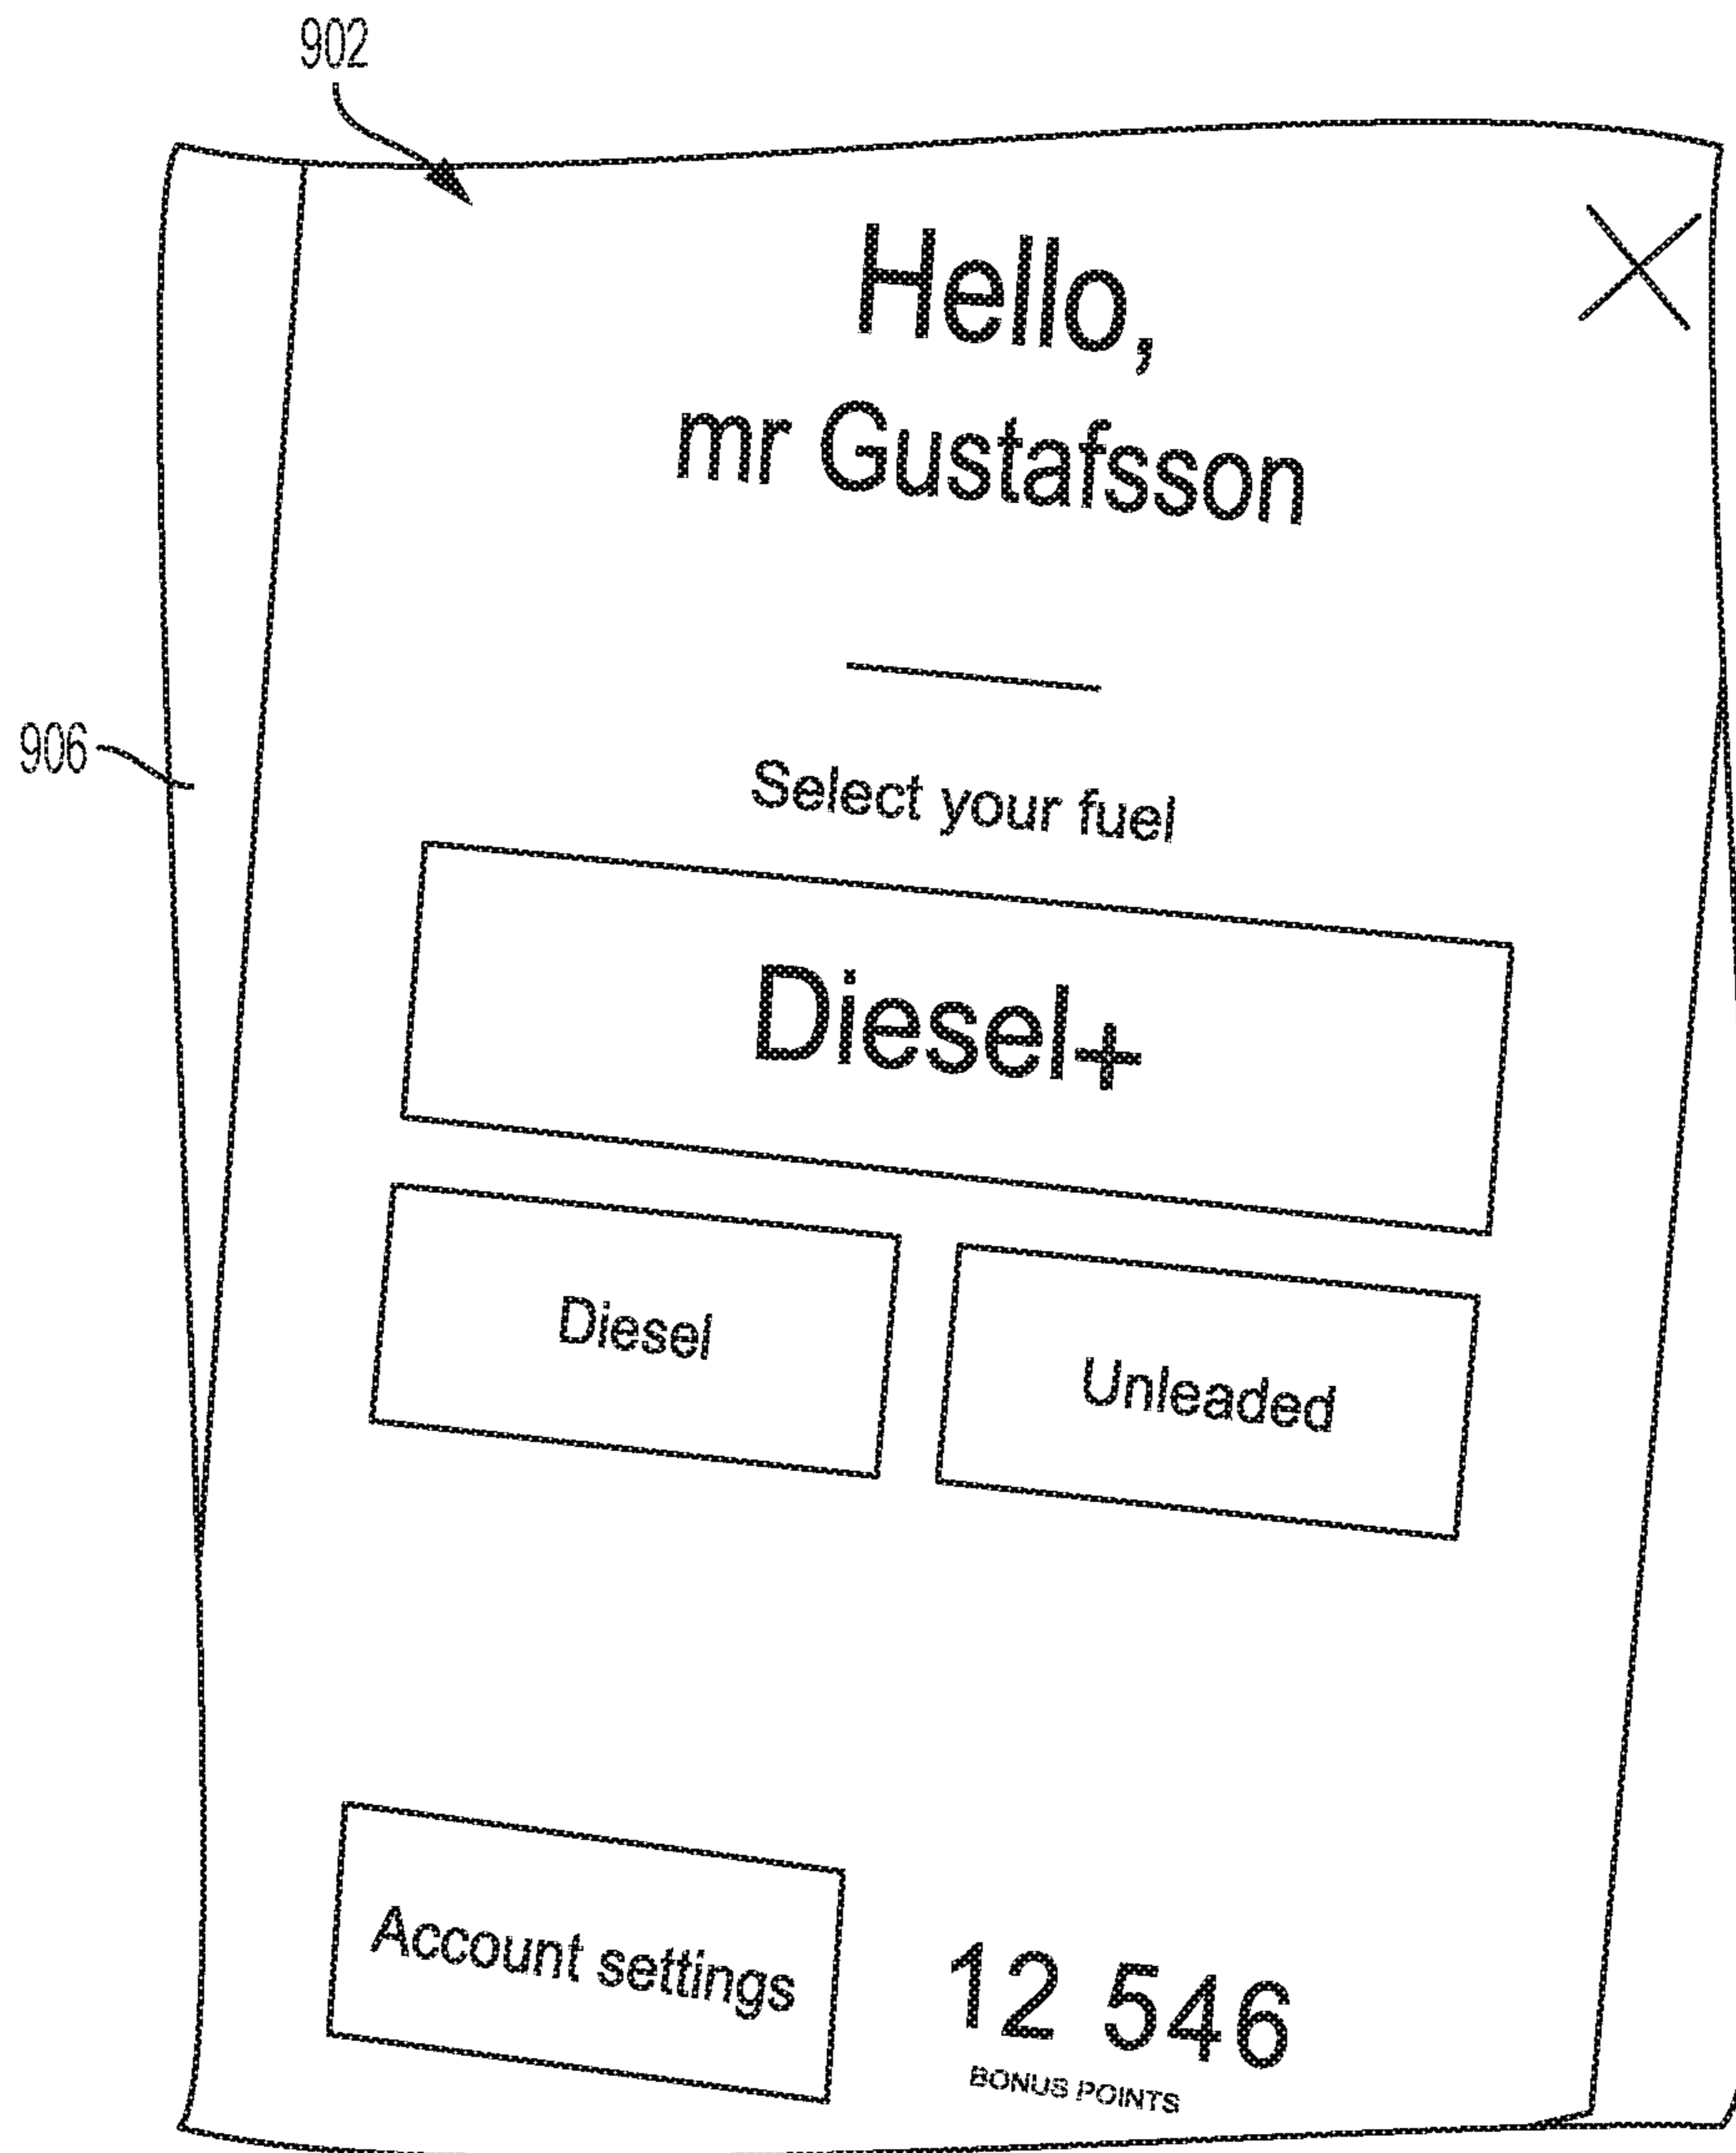 902
Hello,
mr Gustafsson
906
Select your fuel
Diesel+
Diesel
Unleaded
Account settings
12 546
BONUS POINTS